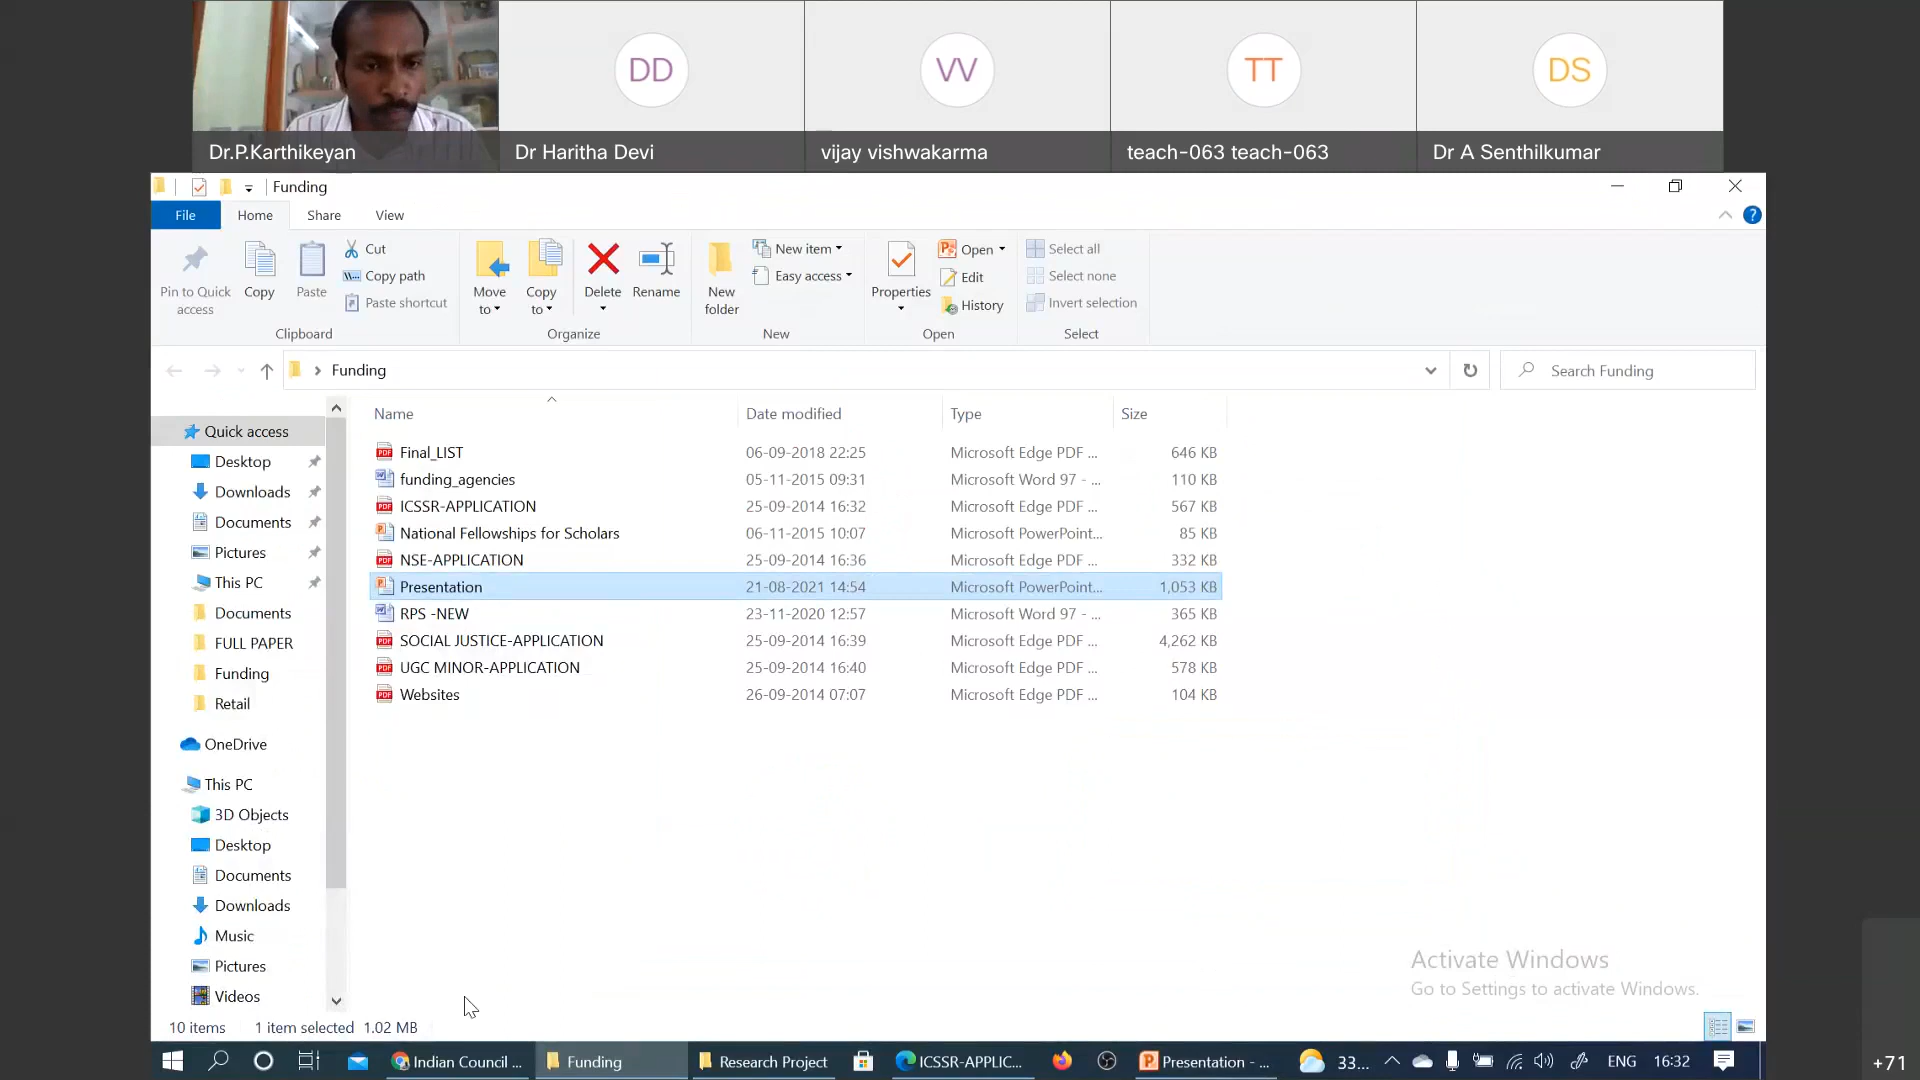 DD
VV
TT
DS
Dr.P.Karthikeyan
Dr Haritha Devi
vijay vishwakarma
teach-063 teach-063
Dr A Senthilkumar
Funding
File
Home
Share
View
Pin to Quick
access
Copy
Paste
Cut
Copy path
Paste shortcut
Clipboard
Move
to
Copy
to
Delete
Rename
Organize
New
folder
New item
Easy access
New
Properties
Open
Edit
History
Open
Select all
Select none
Invert selection
Select
Funding
Search Funding
Name
Date modified
Type
Size
Final_LIST 06-09-2018 22:25 Microsoft Edge PDF ... 646 KB
funding_agencies 05-11-2015 09:31 Microsoft Word 97 - ... 110 KB
ICSSR-APPLICATION 25-09-2014 16:32 Microsoft Edge PDF ... 567 KB
National Fellowships for Scholars 06-11-2015 10:07 Microsoft PowerPoint... 85 KB
NSE-APPLICATION 25-09-2014 16:36 Microsoft Edge PDF ... 332 KB
Presentation 21-08-2021 14:54 Microsoft PowerPoint... 1,053 KB
RPS -NEW 23-11-2020 12:57 Microsoft Word 97 - ... 365 KB
SOCIAL JUSTICE-APPLICATION 25-09-2014 16:39 Microsoft Edge PDF ... 4,262 KB
UGC MINOR-APPLICATION 25-09-2014 16:40 Microsoft Edge PDF ... 578 KB
Websites 26-09-2014 07:07 Microsoft Edge PDF ... 104 KB
Quick access
Desktop
Downloads
Documents
Pictures
This PC
Documents
FULL PAPER
Funding
Retail
OneDrive
This PC
3D Objects
Desktop
Documents
Downloads
Music
Pictures
Videos
Activate Windows
Go to Settings to activate Windows.
10 items 1 item selected 1.02 MB
Indian Council ...
Funding
Research Project
ICSSR-APPLIC...
Presentation - ...
33...
ENG
16:32
+71